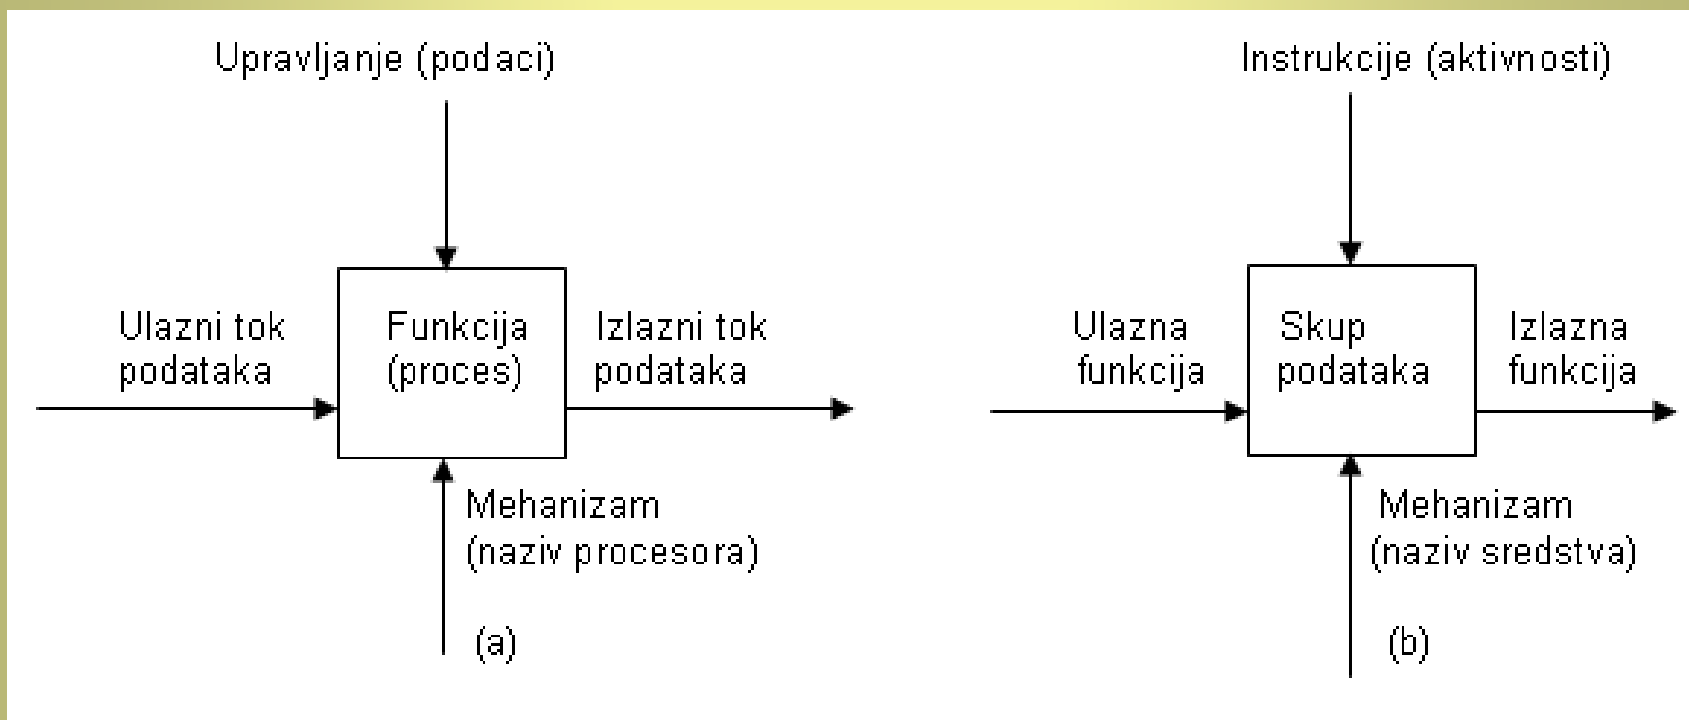 Upravljanje (podaci)
Ulazni tok
podataka
Funkcija
(proces)
Izlazni tok
podataka
Mehanizam
(naziv procesora)
(a)
Instrukcije (aktivnosti)
Ulazna
funkcija
Skup
podataka
Izlazna
funkcija
Mehanizam
(naziv sredstva)
(b)